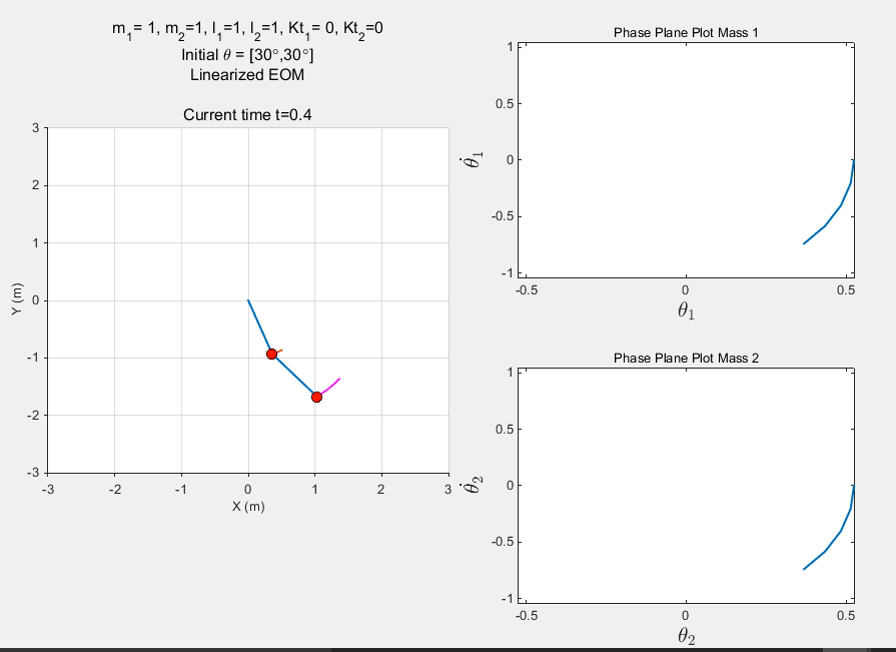 m1= 1, m2=1, l1=1, l2=1, Kt1= 0, Kt2=0
Initial θ = [30°,30°]
Linearized EOM
Current time t=0.4
3
2
1
0
-1
-2
-3
Y (m)
-3 -2 -1 0 1 2 3
X (m)
Phase Plane Plot Mass 1
1
0.5
0
-0.5
-1
θ̇1
-0.5 0 0.5
θ1
Phase Plane Plot Mass 2
1
0.5
0
-0.5
-1
θ̇2
-0.5 0 0.5
θ2